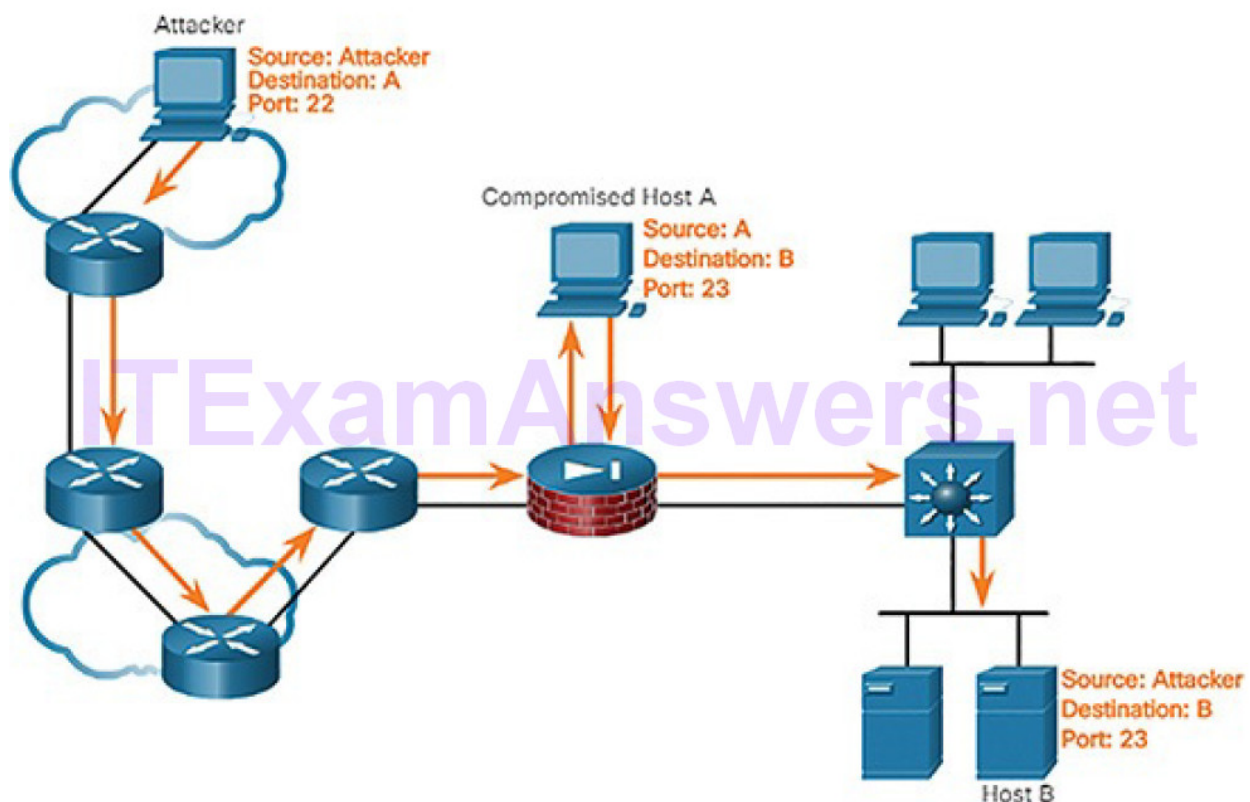 Attacker
Source: Attacker
Destination: A
Port: 22
Compromised Host A
Source: A
Destination: B
Port: 23
ITExamAnswers.net
Source: Attacker
Destination: B
Port: 23
Host B